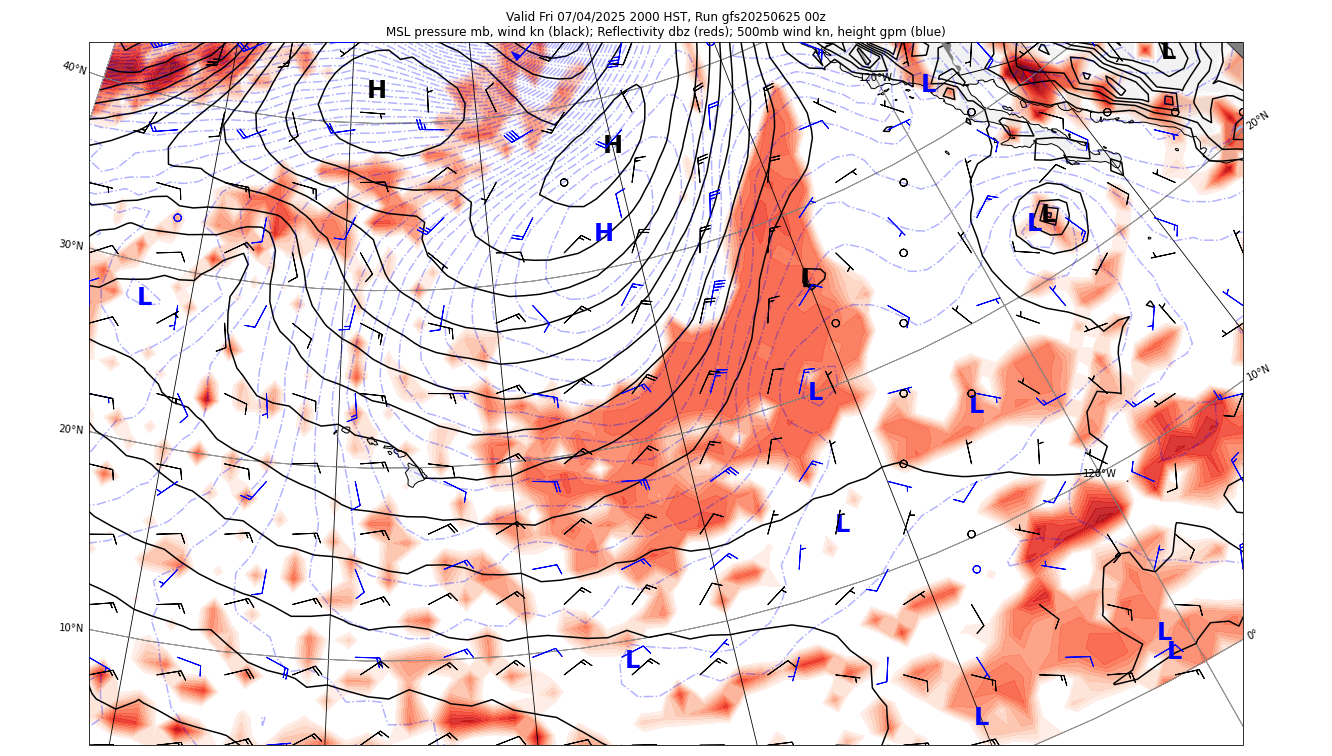 Valid Fri 07/04/2025 2000 HST, Run gfs20250625 00z
MSL pressure mb, wind kn (black); Reflectivity dbz (reds); 500mb wind kn, height gpm (blue)
L
40°N
120°W
L
H
20°N
H
L
L
H
30°N
L
L
10°N
L
L
20°N
120°W
L
10°N
L
0°
L
L
L